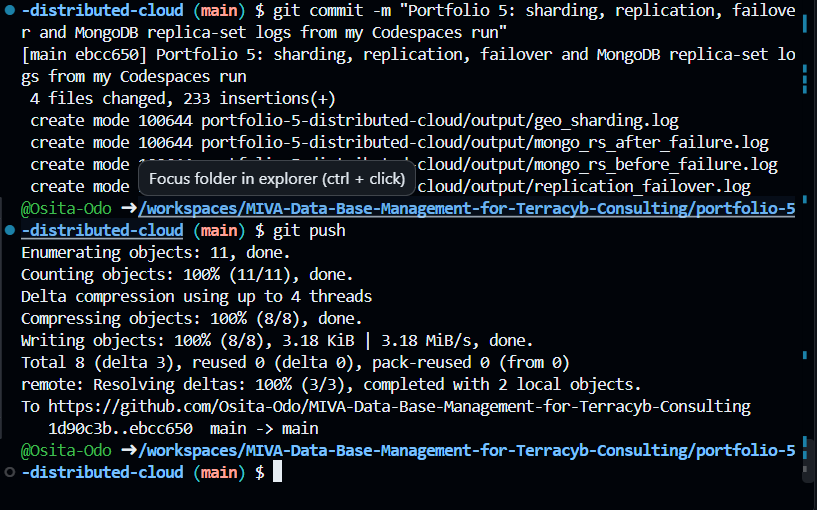 -distributed-cloud (main) $ git commit -m "Portfolio 5: sharding, replication, failove
r and MongoDB replica-set logs from my Codespaces run"
[main ebcc650] Portfolio 5: sharding, replication, failover and MongoDB replica-set lo
gs from my Codespaces run
 4 files changed, 233 insertions(+)
 create mode 100644 portfolio-5-distributed-cloud/output/geo_sharding.log
 create mode 100644 portfolio-5-distributed-cloud/output/mongo_rs_after_failure.log
 create mode d-cloud/output/mongo_rs_before_failure.log
Focus folder in explorer (ctrl + click)
 create mode d-cloud/output/replication_failover.log
@Osita-Odo ➜/workspaces/MIVA-Data-Base-Management-for-Terracyb-Consulting/portfolio-5
-distributed-cloud (main) $ git push
Enumerating objects: 11, done.
Counting objects: 100% (11/11), done.
Delta compression using up to 4 threads
Compressing objects: 100% (8/8), done.
Writing objects: 100% (8/8), 3.18 KiB | 3.18 MiB/s, done.
Total 8 (delta 3), reused 0 (delta 0), pack-reused 0 (from 0)
remote: Resolving deltas: 100% (3/3), completed with 2 local objects.
To https://github.com/Osita-Odo/MIVA-Data-Base-Management-for-Terracyb-Consulting
   1d90c3b..ebcc650  main -> main
@Osita-Odo ➜/workspaces/MIVA-Data-Base-Management-for-Terracyb-Consulting/portfolio-5
-distributed-cloud (main) $